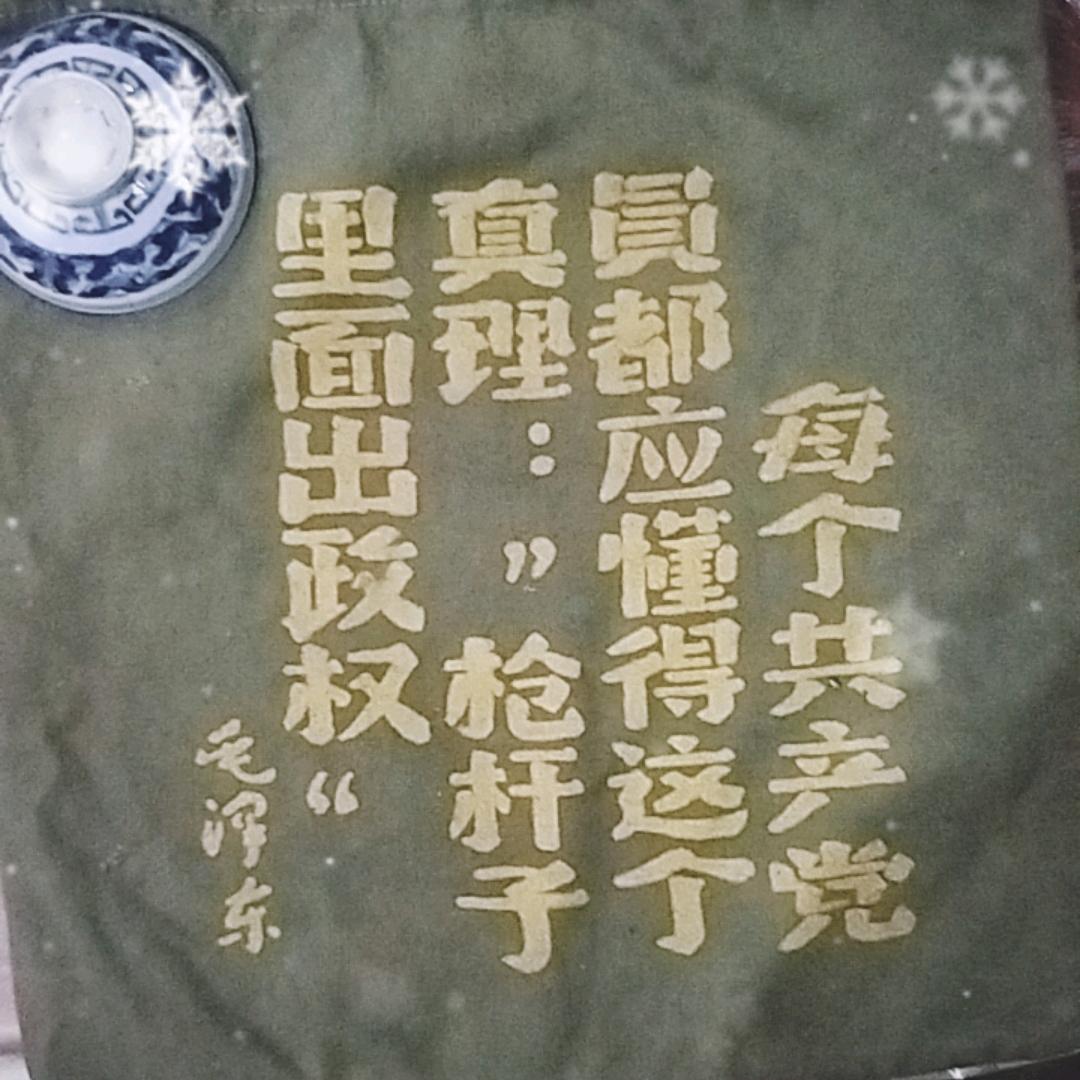 每个共产党
员都应懂得这个
真理：”枪杆子
里面出政权“
毛泽东